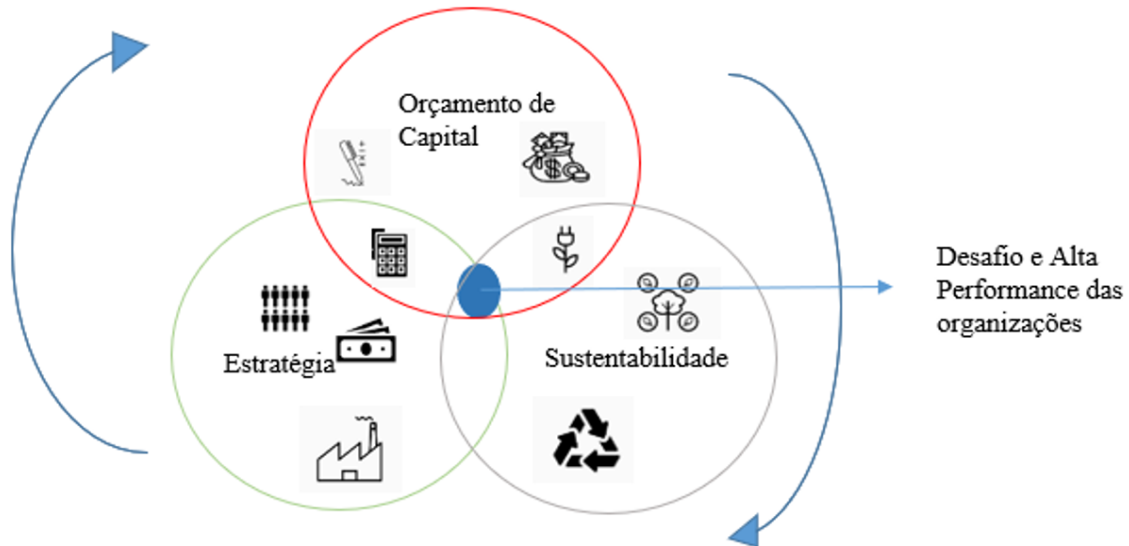 Orçamento de
Capital
Desafio e Alta
Performance das
organizações
Estratégia
Sustentabilidade